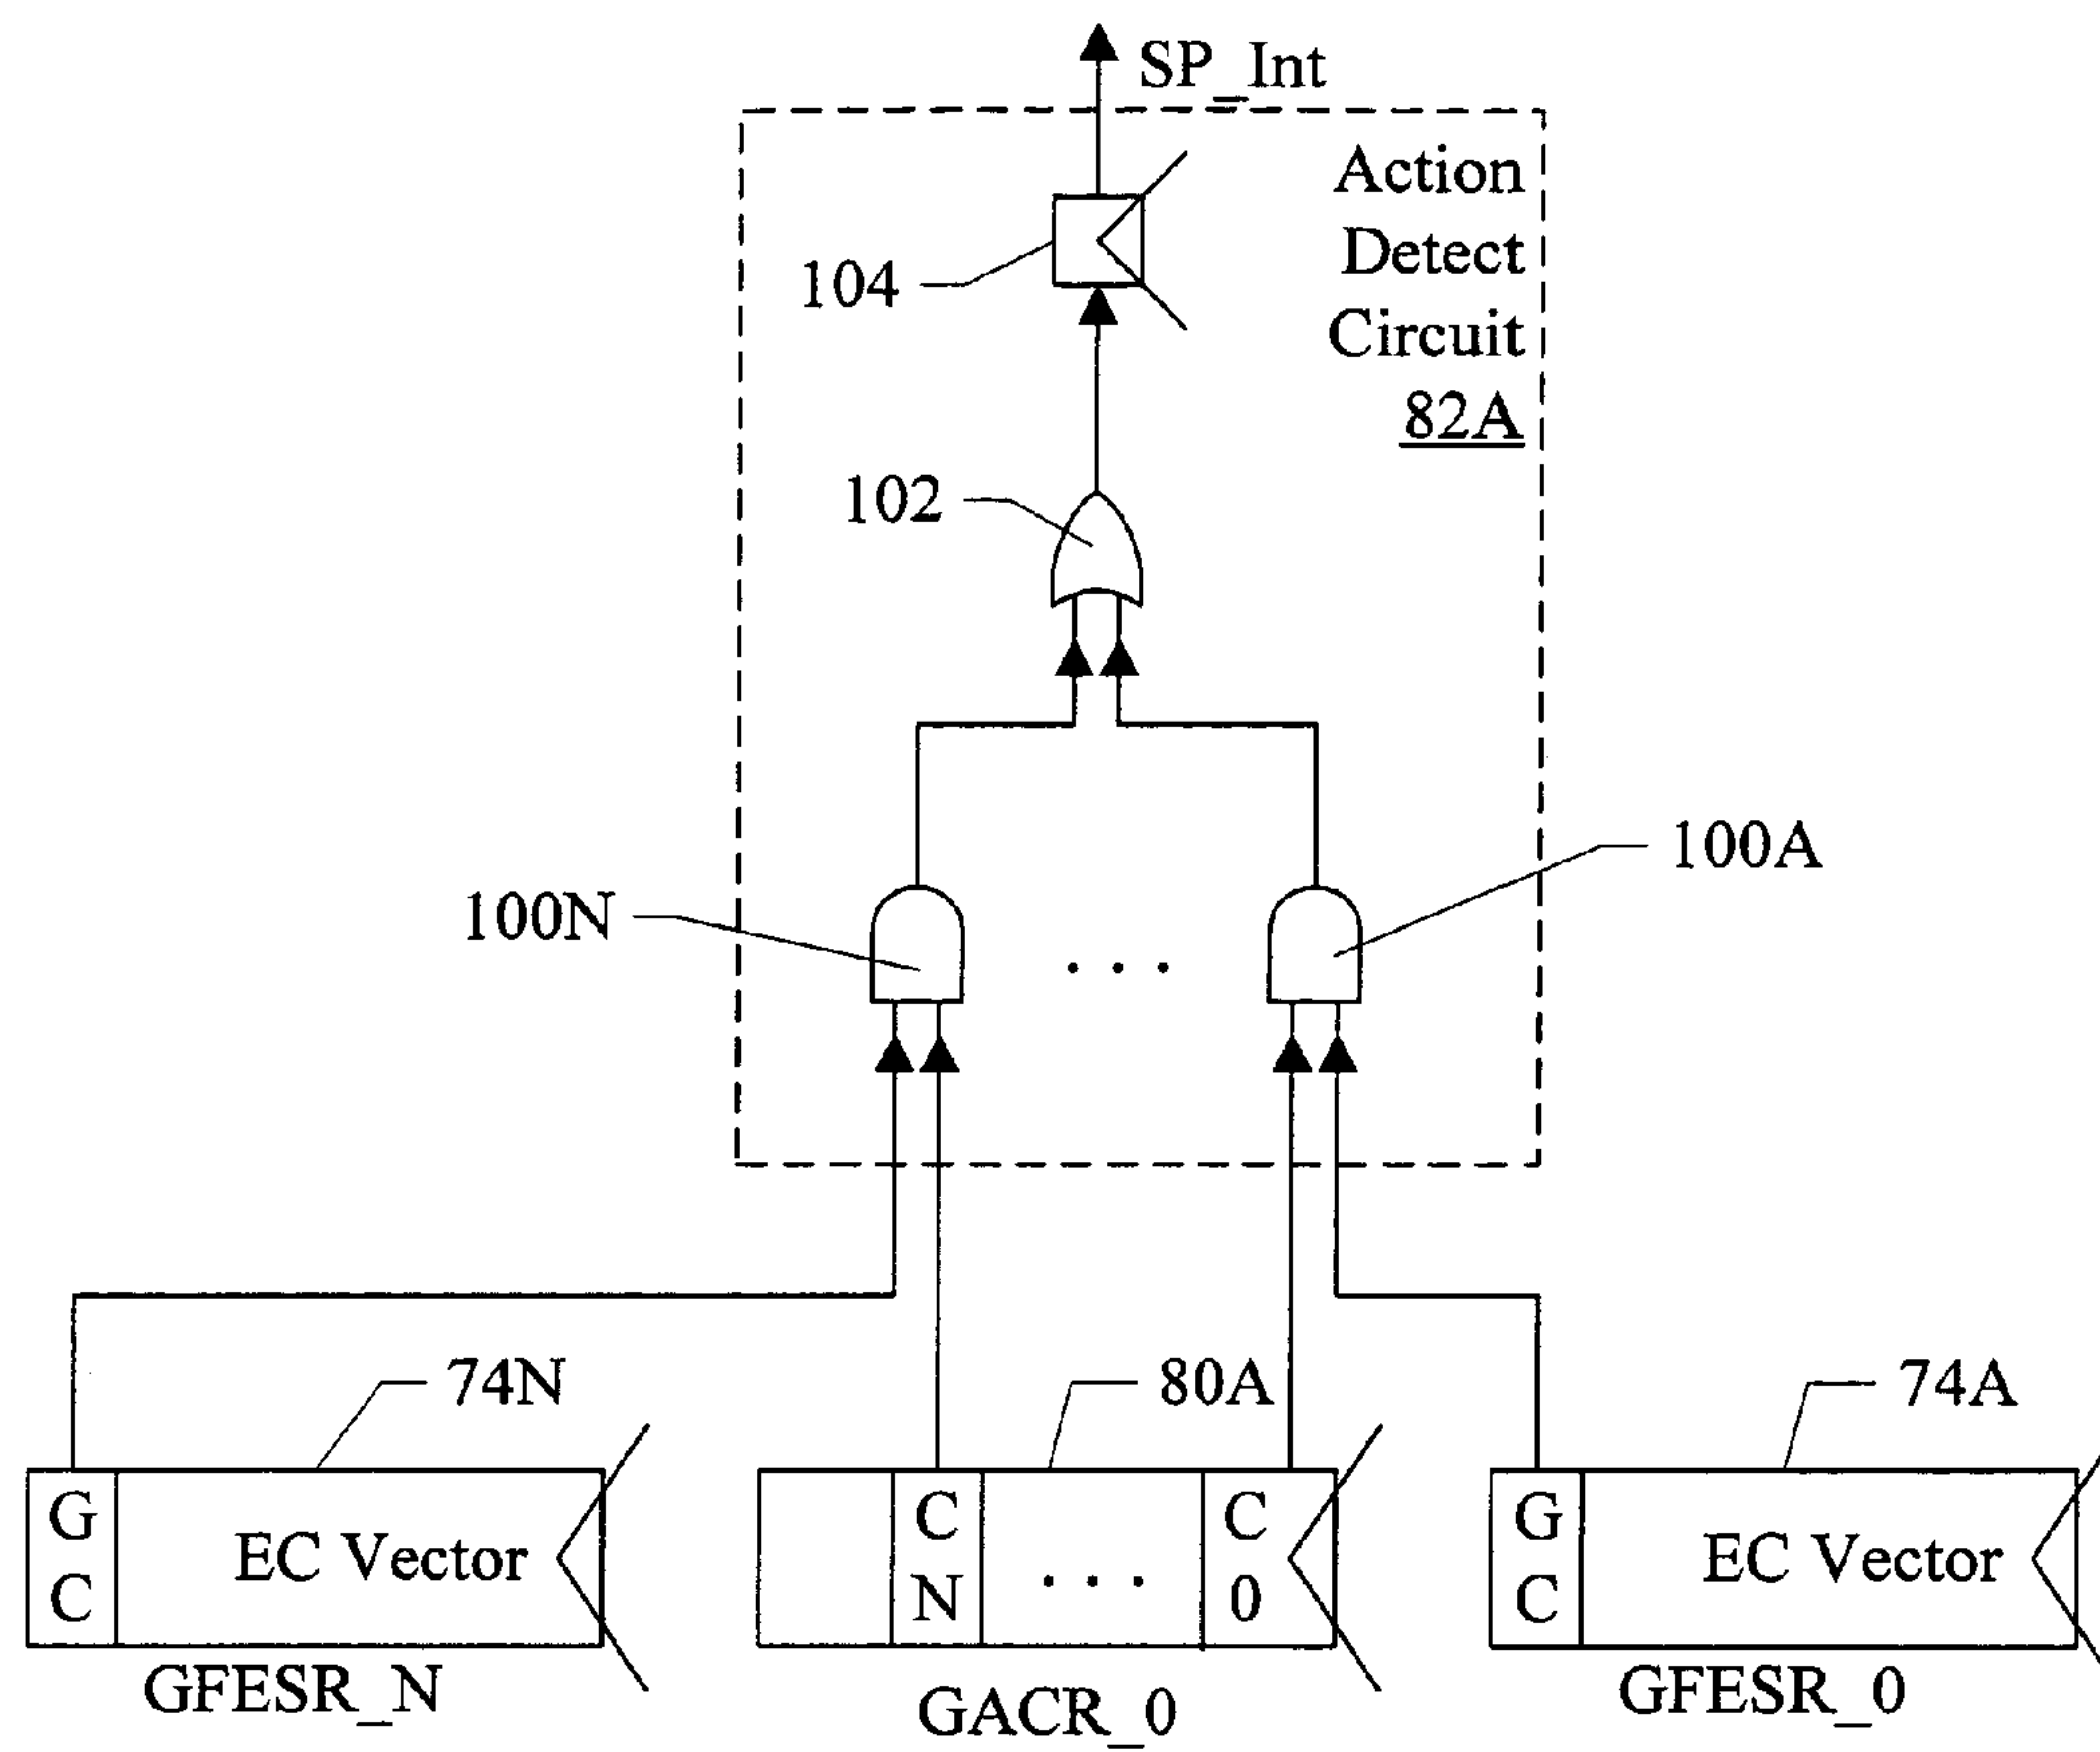 SP_Int
Action
Detect
Circuit
82A
104
102
100A
100N
. . .
74N
80A
74A
G
C
EC Vector
C
N
. . .
C
0
G
C
EC Vector
GFESR_N
GACR_0
GFESR_0